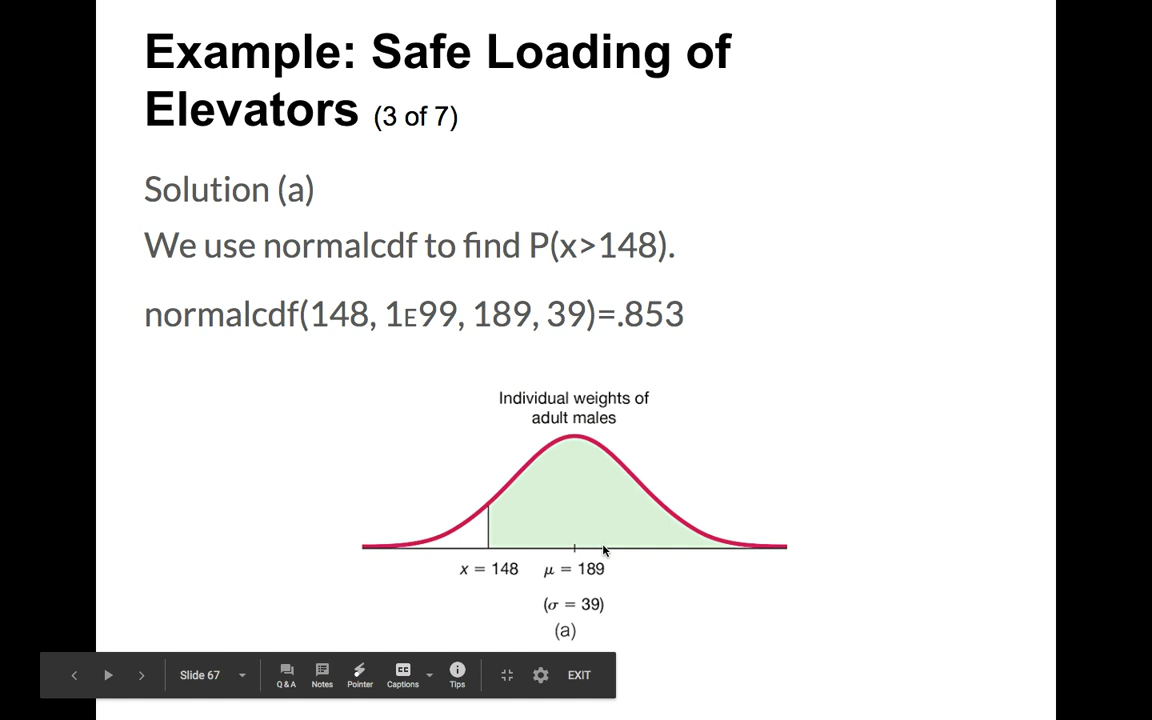 Example: Safe Loading of
Elevators (3 of 7)
Solution (a)
We use normalcdf to find P(x>148).
normalcdf(148, 1E99, 189, 39)=.853
Individual weights of
adult males
x = 148 μ = 189
(σ = 39)
(a)
Slide 67 Q & A Notes Pointer CC Captions Tips EXIT